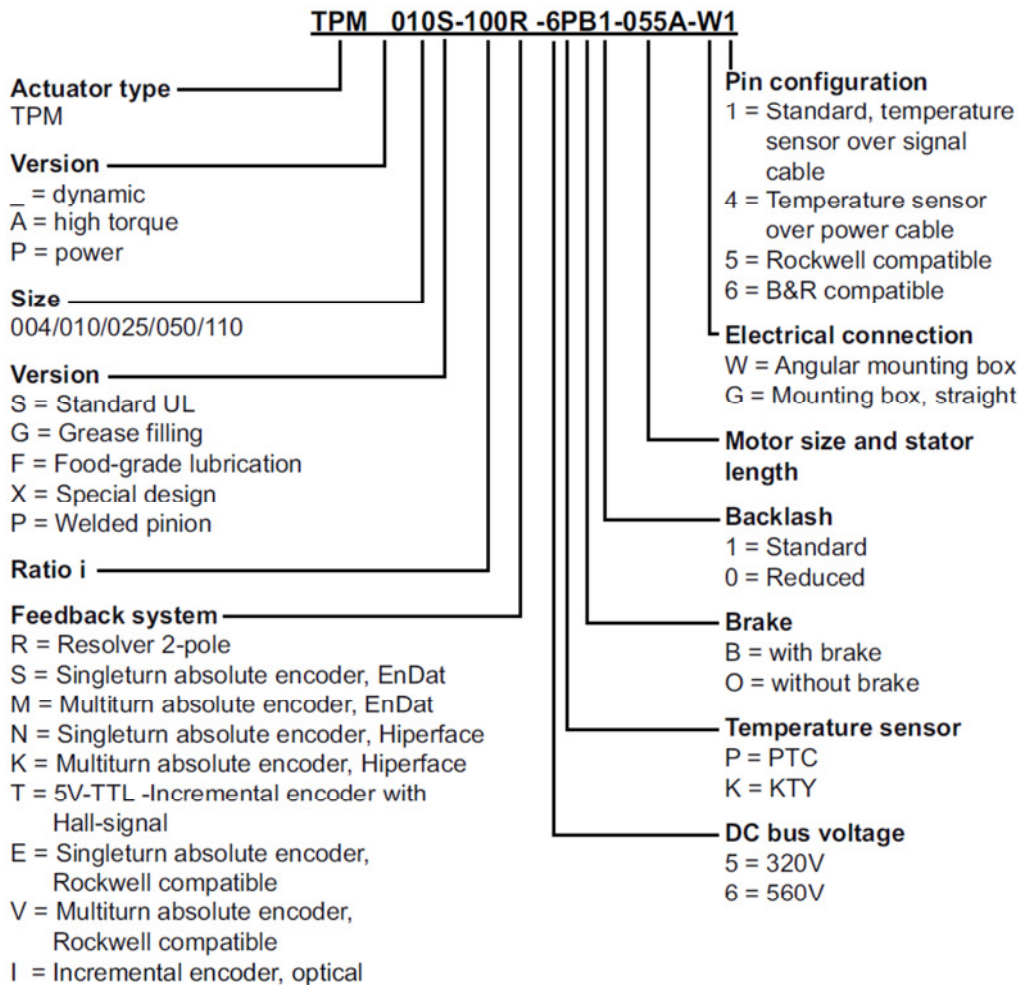 TPM_ 010S-100R -6PB1-055A-W1
Actuator type
TPM
Version
_ = dynamic
A = high torque
P = power
Size
004/010/025/050/110
Version
S = Standard UL
G = Grease filling
F = Food-grade lubrication
X = Special design
P = Welded pinion
Ratio i
Feedback system
R = Resolver 2-pole
S = Singleturn absolute encoder, EnDat
M = Multiturn absolute encoder, EnDat
N = Singleturn absolute encoder, Hiperface
K = Multiturn absolute encoder, Hiperface
T = 5V-TTL -Incremental encoder with
Hall-signal
E = Singleturn absolute encoder,
Rockwell compatible
V = Multiturn absolute encoder,
Rockwell compatible
I = Incremental encoder, optical
Pin configuration
1 = Standard, temperature
sensor over signal
cable
4 = Temperature sensor
over power cable
5 = Rockwell compatible
6 = B&R compatible
Electrical connection
W = Angular mounting box
G = Mounting box, straight
Motor size and stator
length
Backlash
1 = Standard
0 = Reduced
Brake
B = with brake
O = without brake
Temperature sensor
P = PTC
K = KTY
DC bus voltage
5 = 320V
6 = 560V